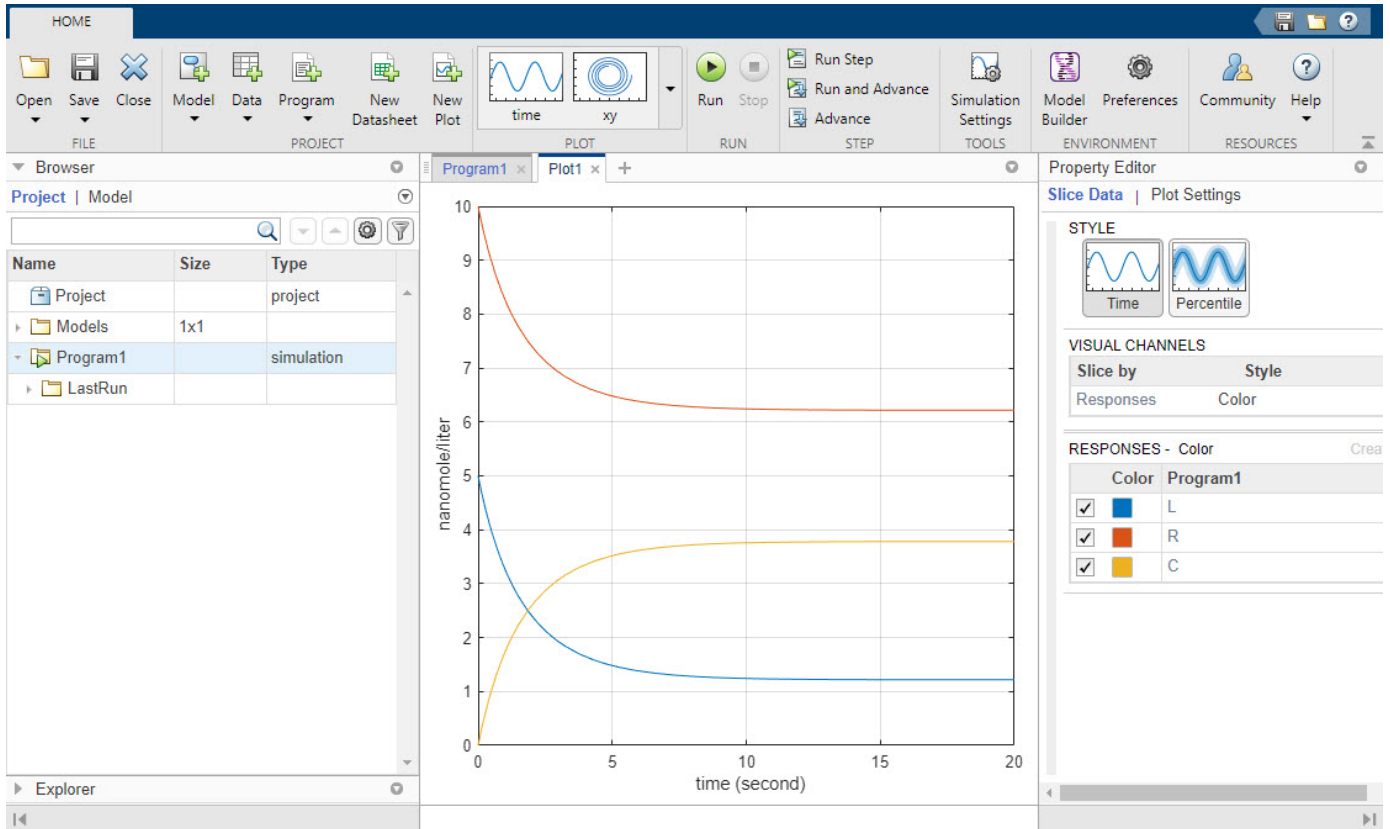 HOME
Open Save Close Model Data Program New Datasheet New Plot time xy Run Stop Run Step Simulation Settings Model Builder Preferences Community Help
Run and Advance
Advance
FILE PROJECT PLOT RUN STEP TOOLS ENVIRONMENT RESOURCES
Browser
Project | Model
Name Size Type
Project project
Models 1x1
Program1 simulation
LastRun
Explorer
Program1 × Plot1 × +
10
9
8
7
6
5
4
3
2
1
0
nanomole/liter
0 5 10 15 20
time (second)
Property Editor
Slice Data | Plot Settings
STYLE
Time Percentile
VISUAL CHANNELS
Slice by Style
Responses Color
RESPONSES - Color Crea
Color Program1
L
R
C